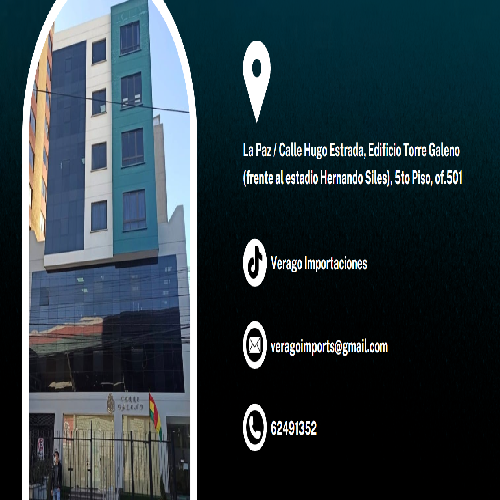 La Paz / Calle Hugo Estrada, Edificio Torre Galeno
(frente al estadio Hernando Siles), 5to Piso, of.501
Verago Importaciones
veragoimports@gmail.com
62491352